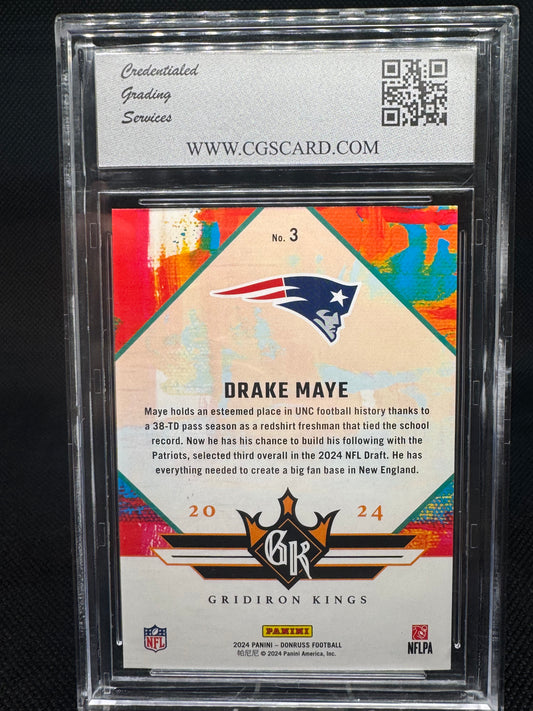 Credentialed
Grading
Services
WWW.CGSCARD.COM
No. 3
DRAKE MAYE
Maye holds an esteemed place in UNC football history thanks to
a 38-TD pass season as a redshirt freshman that tied the school
record. Now he has his chance to build his following with the
Patriots, selected third overall in the 2024 NFL Draft. He has
everything needed to create a big fan base in New England.
20 24
GK
GRIDIRON KINGS
NFL
PANINI
2024 PANINI – DONRUSS FOOTBALL
帕尼尼 © 2024 Panini America, Inc.
NFLPA